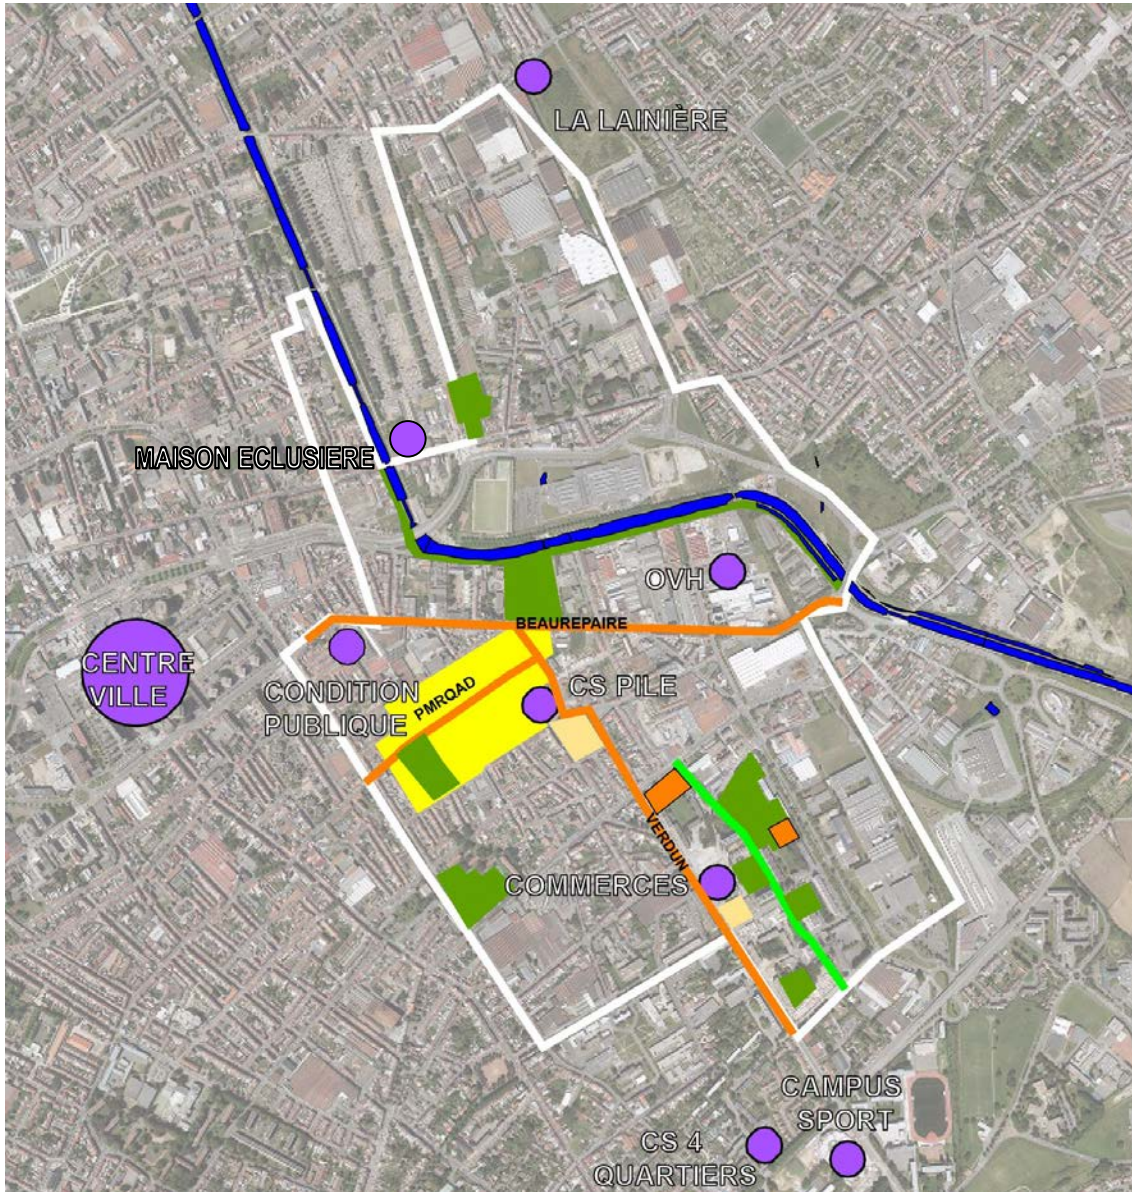 LA LAINIÈRE
MAISON ECLUSIERE
OVH
BEAUREPAIRE
CENTRE
VILLE
CONDITION
PUBLIQUE
PMRQAD
CS PILE
VERDUN
COMMERCES
CAMPUS
SPORT
CS 4
QUARTIERS